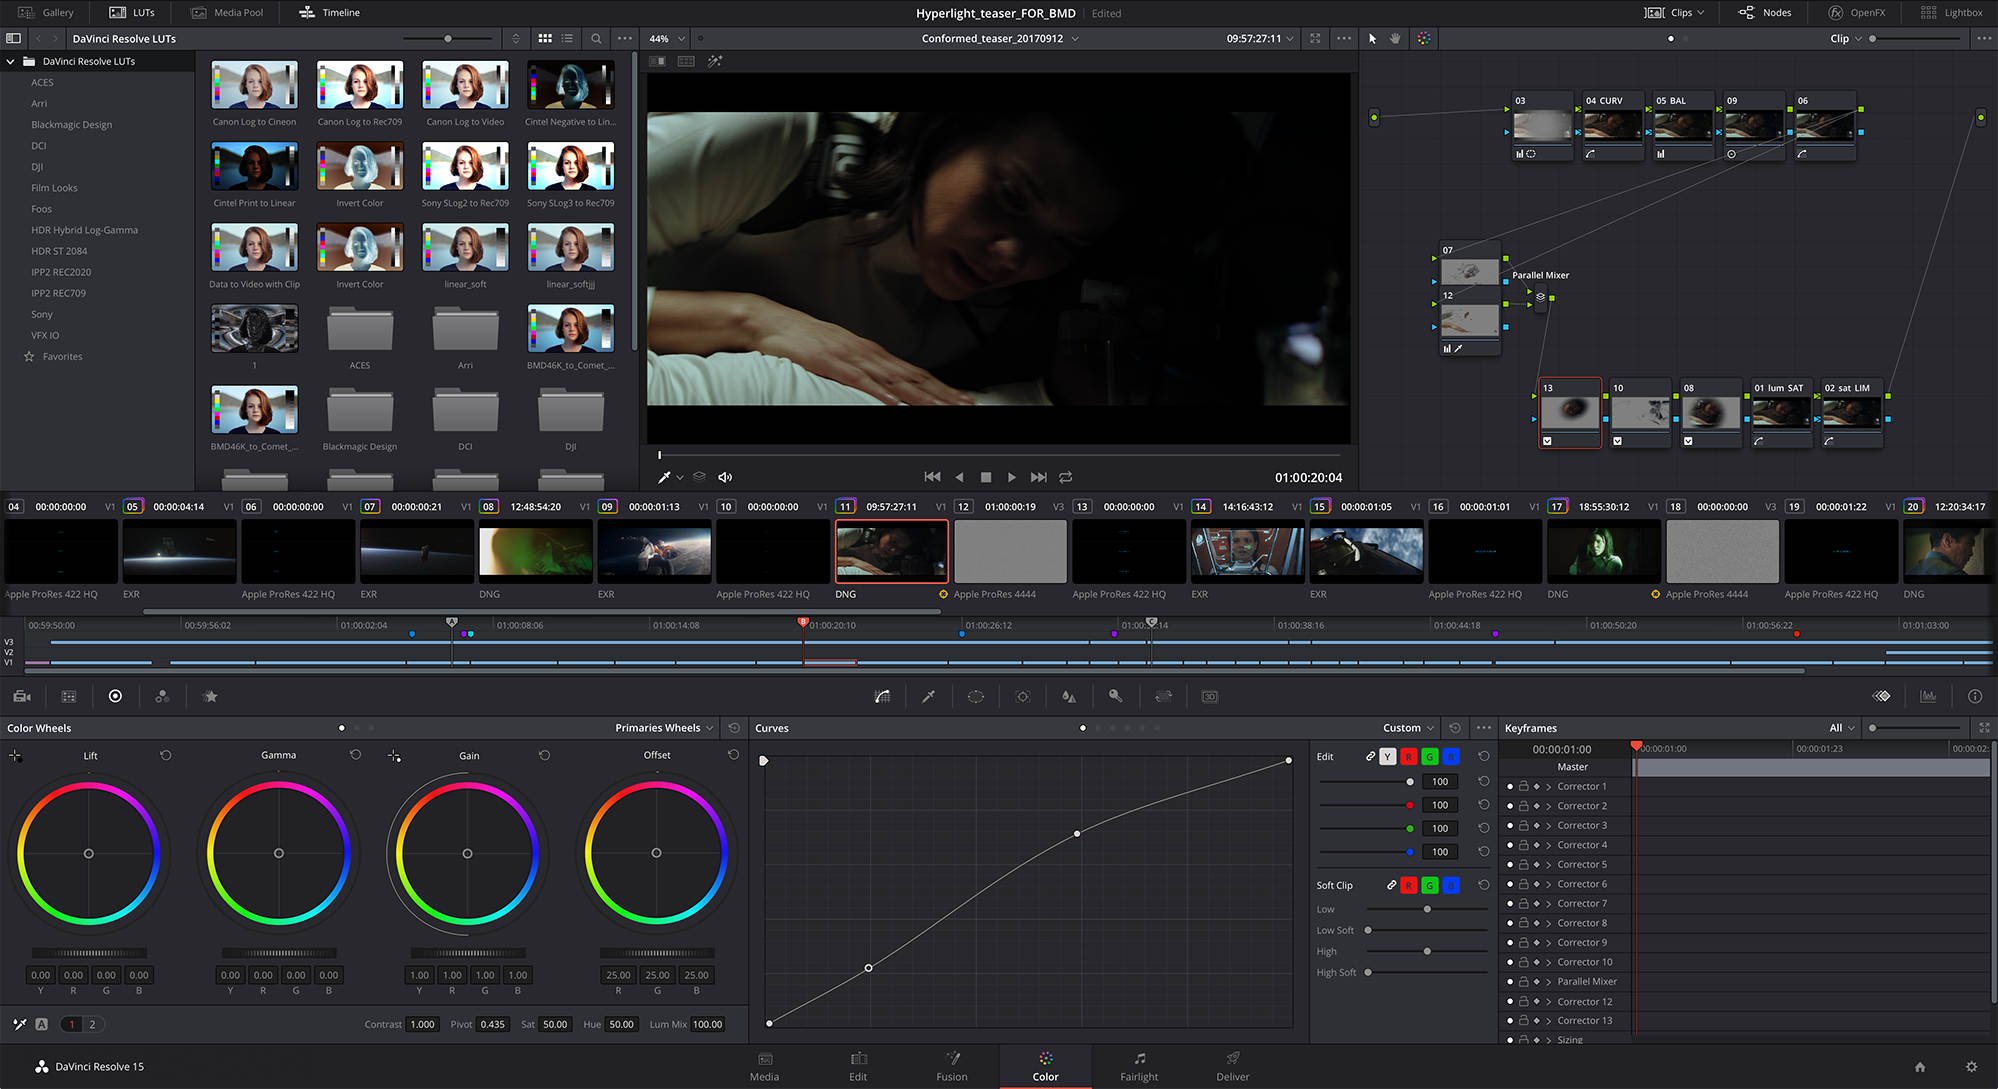 Gallery LUTs Media Pool Timeline Hyperlight_teaser_FOR_BMD Edited Clips Nodes OpenFX Lightbox
DaVinci Resolve LUTs 44% Conformed_teaser_20170912 09:57:27:11 Clip
DaVinci Resolve LUTs
ACES
Arri
Blackmagic Design
DCI
DJI
Film Looks
Foos
HDR Hybrid Log-Gamma
HDR ST 2084
IPP2 REC2020
IPP2 REC709
Sony
VFX IO
Favorites
Canon Log to Cineon Canon Log to Rec709 Canon Log to Video Cintel Negative to Lin...
Cintel Print to Linear Invert Color Sony SLog2 to Rec709 Sony SLog3 to Rec709
Data to Video with Clip Invert Color linear_soft linear_softjjj
1 ACES Arri BMD46K_to_Comet_...
BMD46K_to_Comet_... Blackmagic Design DCI DJI
01:00:20:04
03 04 CURV 05 BAL 09 06
07
Parallel Mixer
12
13 10 08 01 lum SAT 02 sat LIM
04 00:00:00:00 V1 05 00:00:04:14 V1 06 00:00:00:00 V1 07 00:00:00:21 V1 08 12:48:54:20 V1 09 00:00:01:13 V1 10 00:00:00:00 V1 11 09:57:27:11 V1 12 01:00:00:19 V3 13 00:00:00:00 V1 14 14:16:43:12 V1 15 00:00:01:05 V1 16 00:00:01:01 V1 17 18:55:30:12 V1 18 00:00:00:00 V3 19 00:00:01:22 V1 20 12:20:34:17
Apple ProRes 422 HQ EXR Apple ProRes 422 HQ EXR DNG EXR Apple ProRes 422 HQ DNG Apple ProRes 4444 Apple ProRes 422 HQ EXR EXR Apple ProRes 422 HQ DNG Apple ProRes 4444 Apple ProRes 422 HQ DNG
00:59:50:00 00:59:56:02 01:00:02:04 A 01:00:08:06 01:00:14:08 B 01:00:20:10 01:00:26:12 C 01:00:32:14 01:00:38:16 01:00:44:18 01:00:50:20 01:00:56:22 01:01:03:00
V3
V2
V1
3D
Color Wheels Primaries Wheels
Lift Gamma Gain Offset
0.00 0.00 0.00 0.00 0.00 0.00 0.00 0.00 1.00 1.00 1.00 1.00 25.00 25.00 25.00
Y R G B Y R G B Y R G B R G B
A 1 2 Contrast 1.000 Pivot 0.435 Sat 50.00 Hue 50.00 Lum Mix 100.00
Curves Custom
Edit Y R G B
100
100
100
100
Soft Clip R G B
Low
Low Soft
High
High Soft
Keyframes All
00:00:01:00 00:00:01:00 00:00:01:23 00:00:02:
Master
Corrector 1
Corrector 2
Corrector 3
Corrector 4
Corrector 5
Corrector 6
Corrector 7
Corrector 8
Corrector 9
Corrector 10
Parallel Mixer
Corrector 12
Corrector 13
Sizing
DaVinci Resolve 15 Media Edit Fusion Color Fairlight Deliver